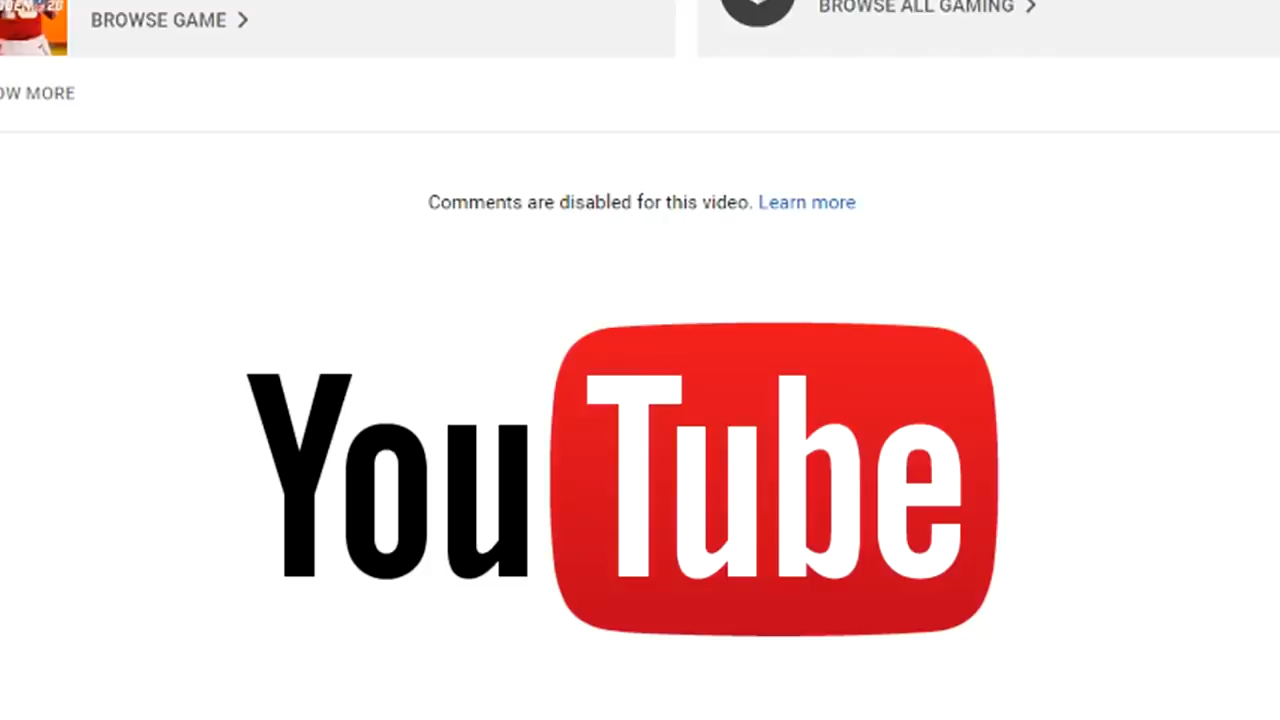 BROWSE GAME
BROWSE ALL GAMING
OW MORE
Comments are disabled for this video. Learn more
YouTube